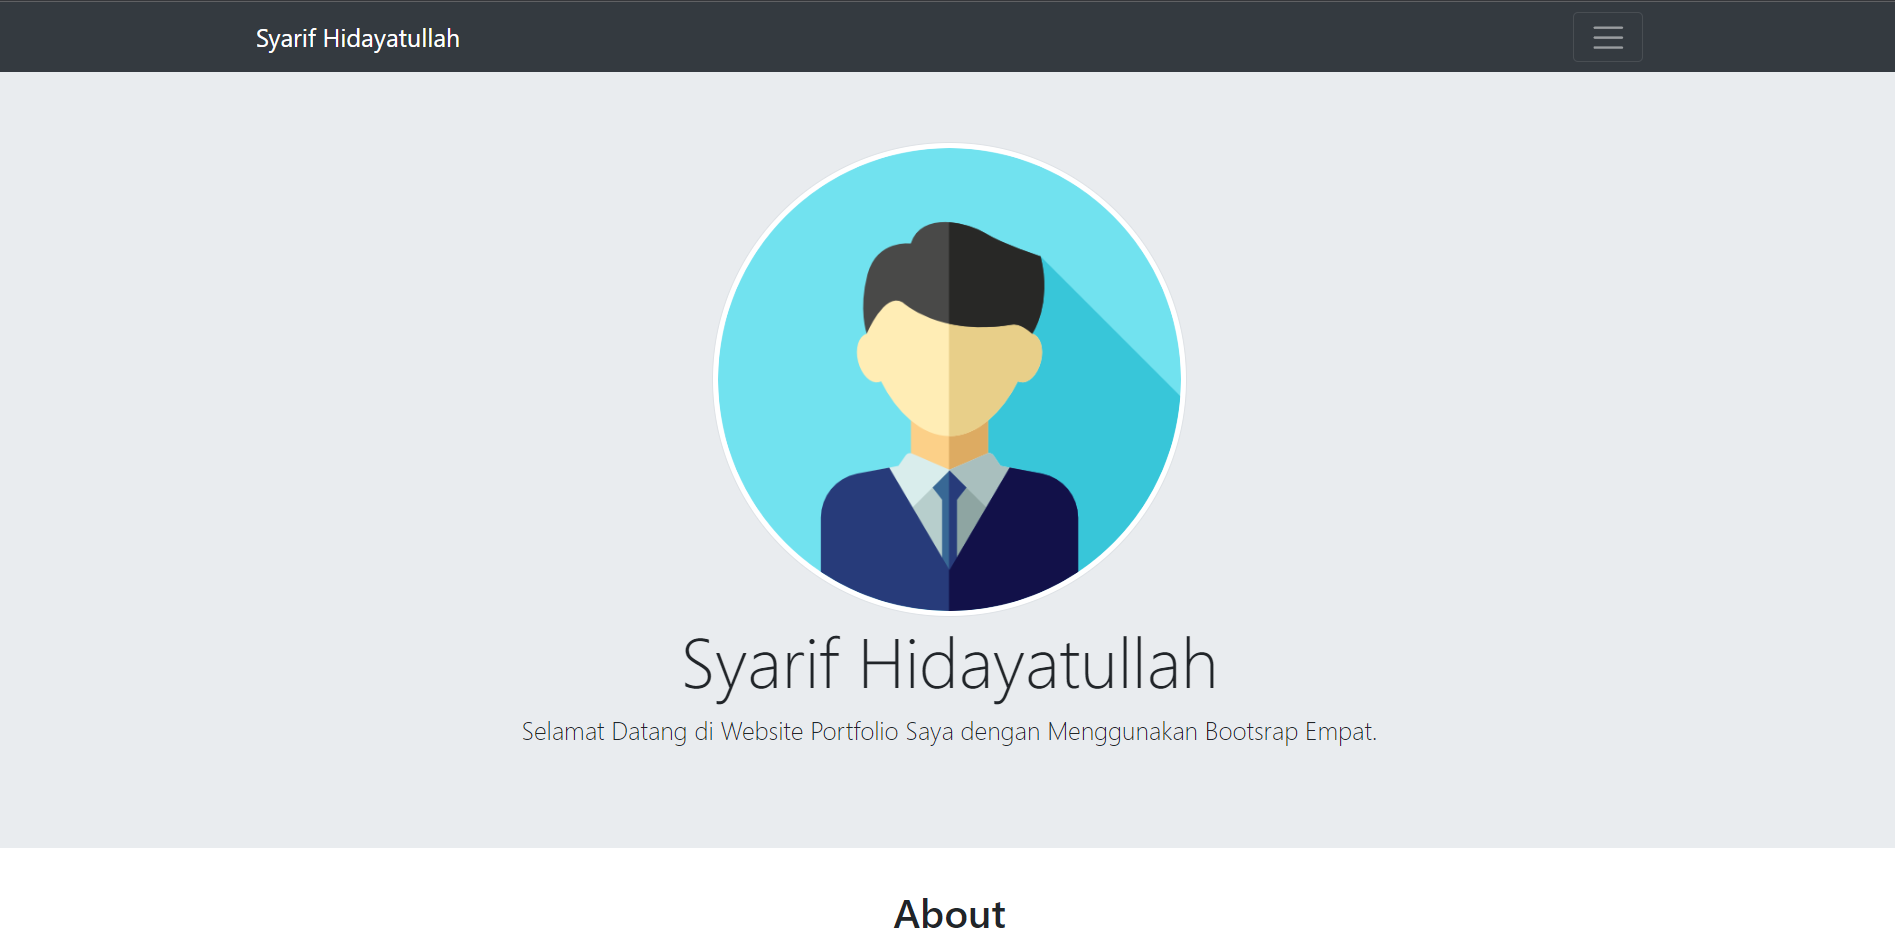 Syarif Hidayatullah
Syarif Hidayatullah
Selamat Datang di Website Portfolio Saya dengan Menggunakan Bootsrap Empat.
About